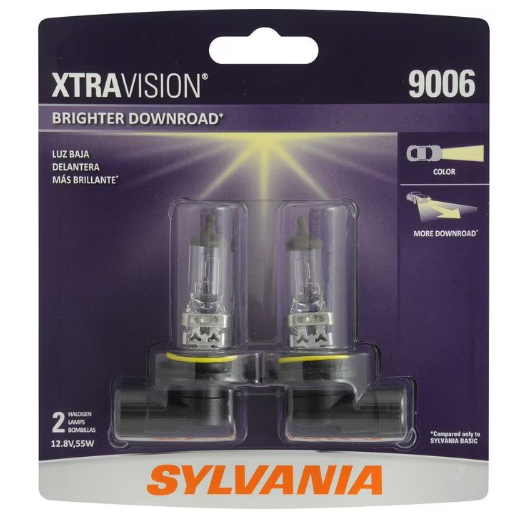 XTRAVISION®
9006
BRIGHTER DOWNROAD*
LUZ BAJA
DELANTERA
MÁS BRILLANTE*
COLOR
MORE DOWNROAD*
2 HALOGEN
LAMPS
BOMBILLAS
12.8V,55W
*Compared only to
SYLVANIA BASIC
SYLVANIA